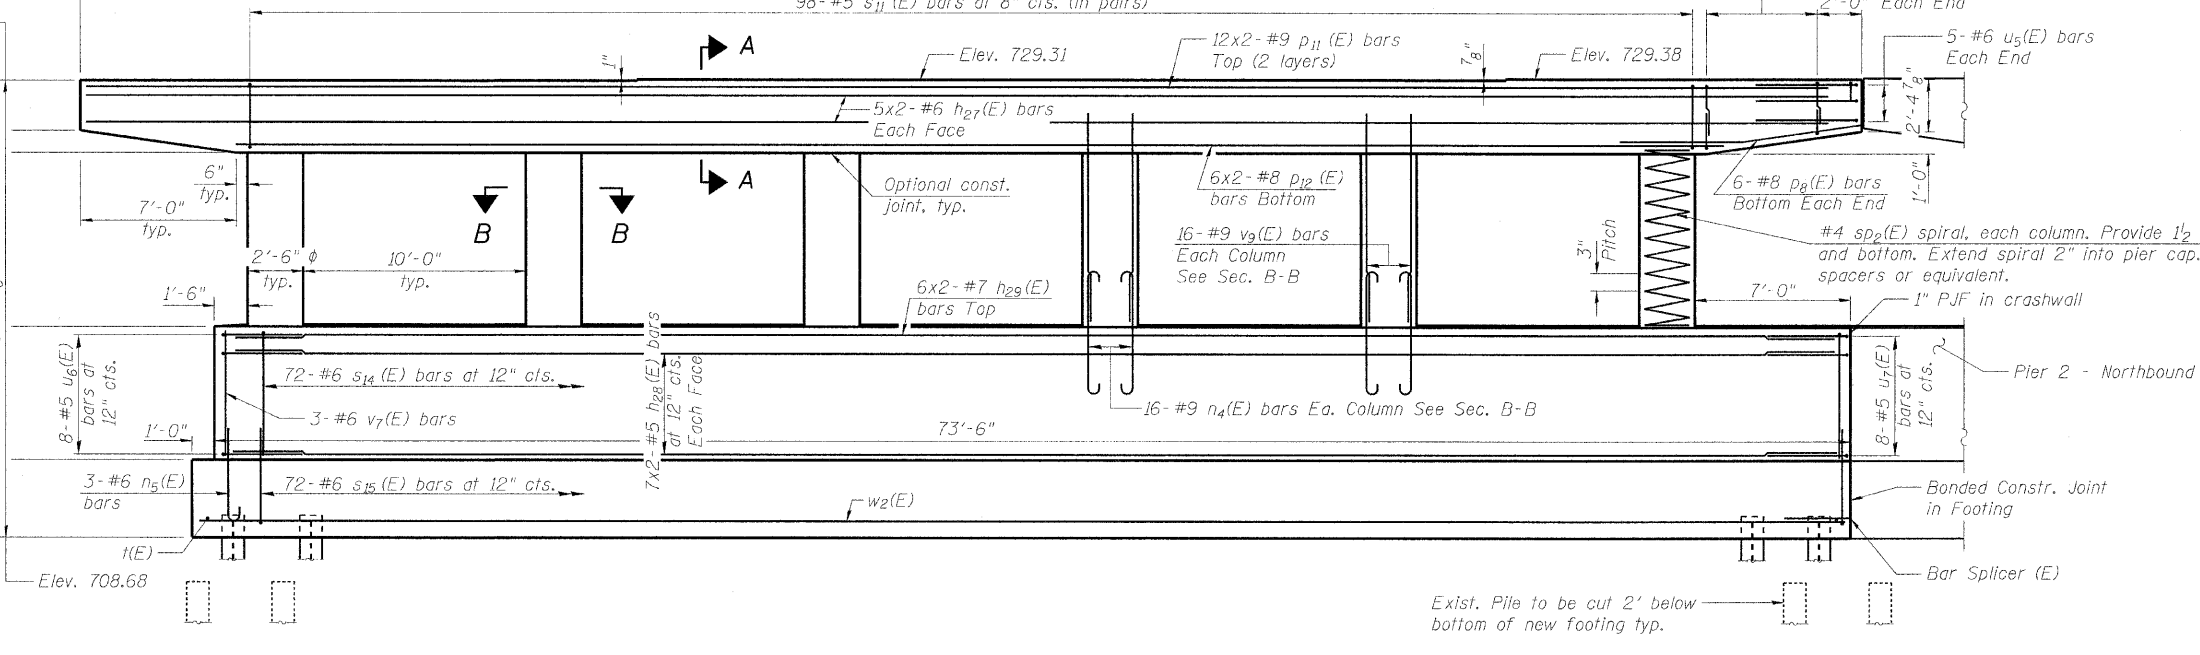 98-#5 s11(E) bars at 8" cts. (in pairs)
2'-0" Each End
A
Elev. 729.31
1"
12x2-#9 p11(E) bars
Top (2 layers)
7/8"
Elev. 729.38
5-#6 u5(E) bars
Each End
5x2-#6 h27(E) bars
Each Face
2'-4 7/8"
A
6"
typ.
7'-0"
typ.
B
B
Optional const.
joint, typ.
6x2-#8 p12(E)
bars Bottom
6-#8 p8(E) bars
Bottom Each End
1'-0"
2'-6" ϕ
typ.
10'-0"
typ.
16-#9 v9(E) bars
Each Column
See Sec. B-B
3"
Pitch
#4 sp2(E) spiral, each column. Provide 1½
and bottom. Extend spiral 2" into pier cap.
spacers or equivalent.
1'-6"
6x2-#7 h29(E)
bars Top
7'-0"
1" PJF in crashwall
8-#5 u6(E)
bars at
12" cts.
72-#6 s14(E) bars at 12" cts.
7x2-#5 h28(E) bars
at 12" cts.
Each Face
8-#5 u7(E)
bars at
12" cts.
Pier 2 - Northbound
3-#6 v7(E) bars
16-#9 n4(E) bars Ea. Column See Sec. B-B
1'-0"
73'-6"
3-#6 n5(E)
bars
72-#6 s15(E) bars at 12" cts.
w2(E)
Bonded Constr. Joint
in Footing
t(E)
Elev. 708.68
Bar Splicer (E)
Exist. Pile to be cut 2' below
bottom of new footing typ.